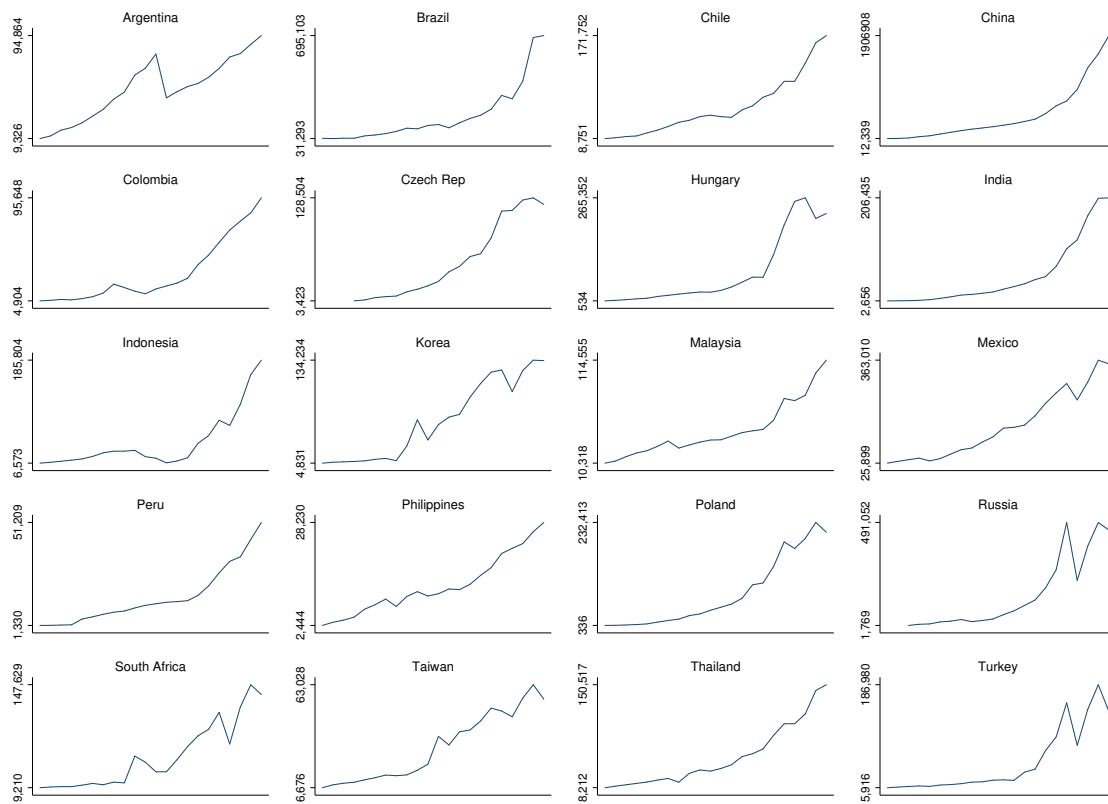 Argentina
94,864
9,326
Brazil
695,103
31,293
Chile
171,752
8,751
China
1906908
12,339
Colombia
95,648
4,904
Czech Rep
128,504
3,423
Hungary
265,352
534
India
206,435
2,656
Indonesia
185,804
6,573
Korea
134,234
4,831
Malaysia
114,555
10,318
Mexico
363,010
25,899
Peru
51,209
1,330
Philippines
28,230
2,444
Poland
232,413
336
Russia
491,052
1,769
South Africa
147,629
9,210
Taiwan
63,028
6,676
Thailand
150,517
8,212
Turkey
186,980
5,916